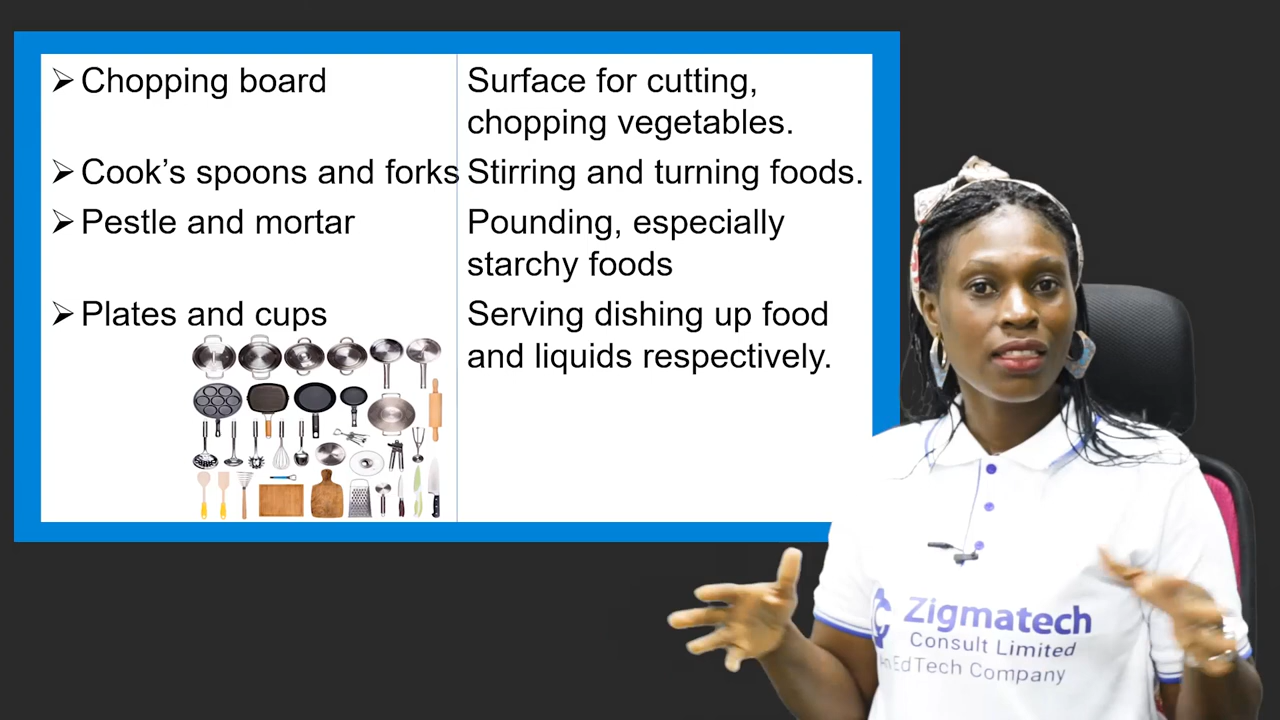 ➢ Chopping board
Surface for cutting,
chopping vegetables.
➢ Cook's spoons and forks
Stirring and turning foods.
➢ Pestle and mortar
Pounding, especially
starchy foods
➢ Plates and cups
Serving dishing up food
and liquids respectively.
Zigmatech
Consult Limited
An EdTech Company